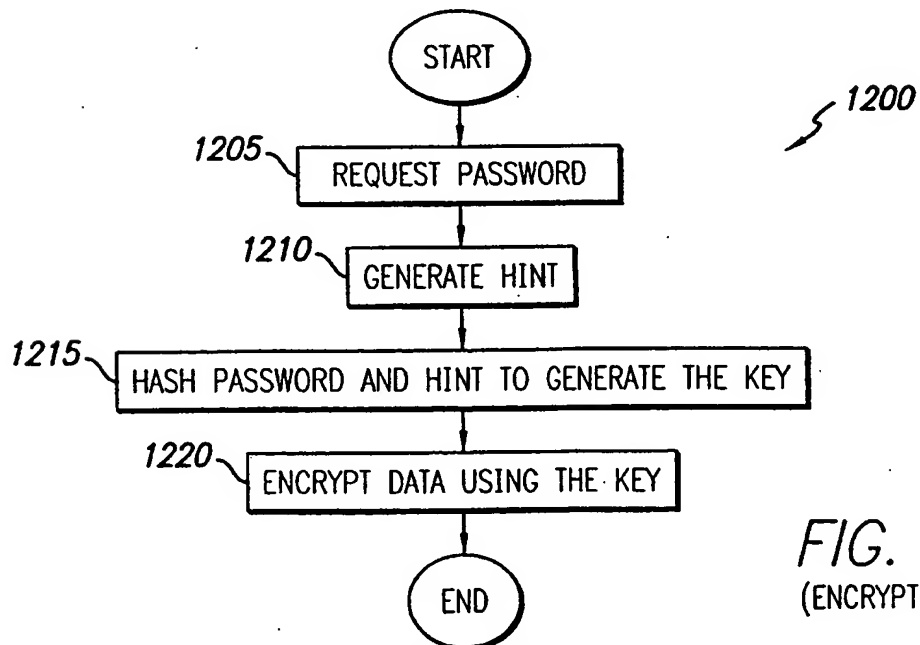 START
1200
1205
REQUEST PASSWORD
1210
GENERATE HINT
1215
HASH PASSWORD AND HINT TO GENERATE THE KEY
1220
ENCRYPT DATA USING THE KEY
END
FIG.
(ENCRYPT